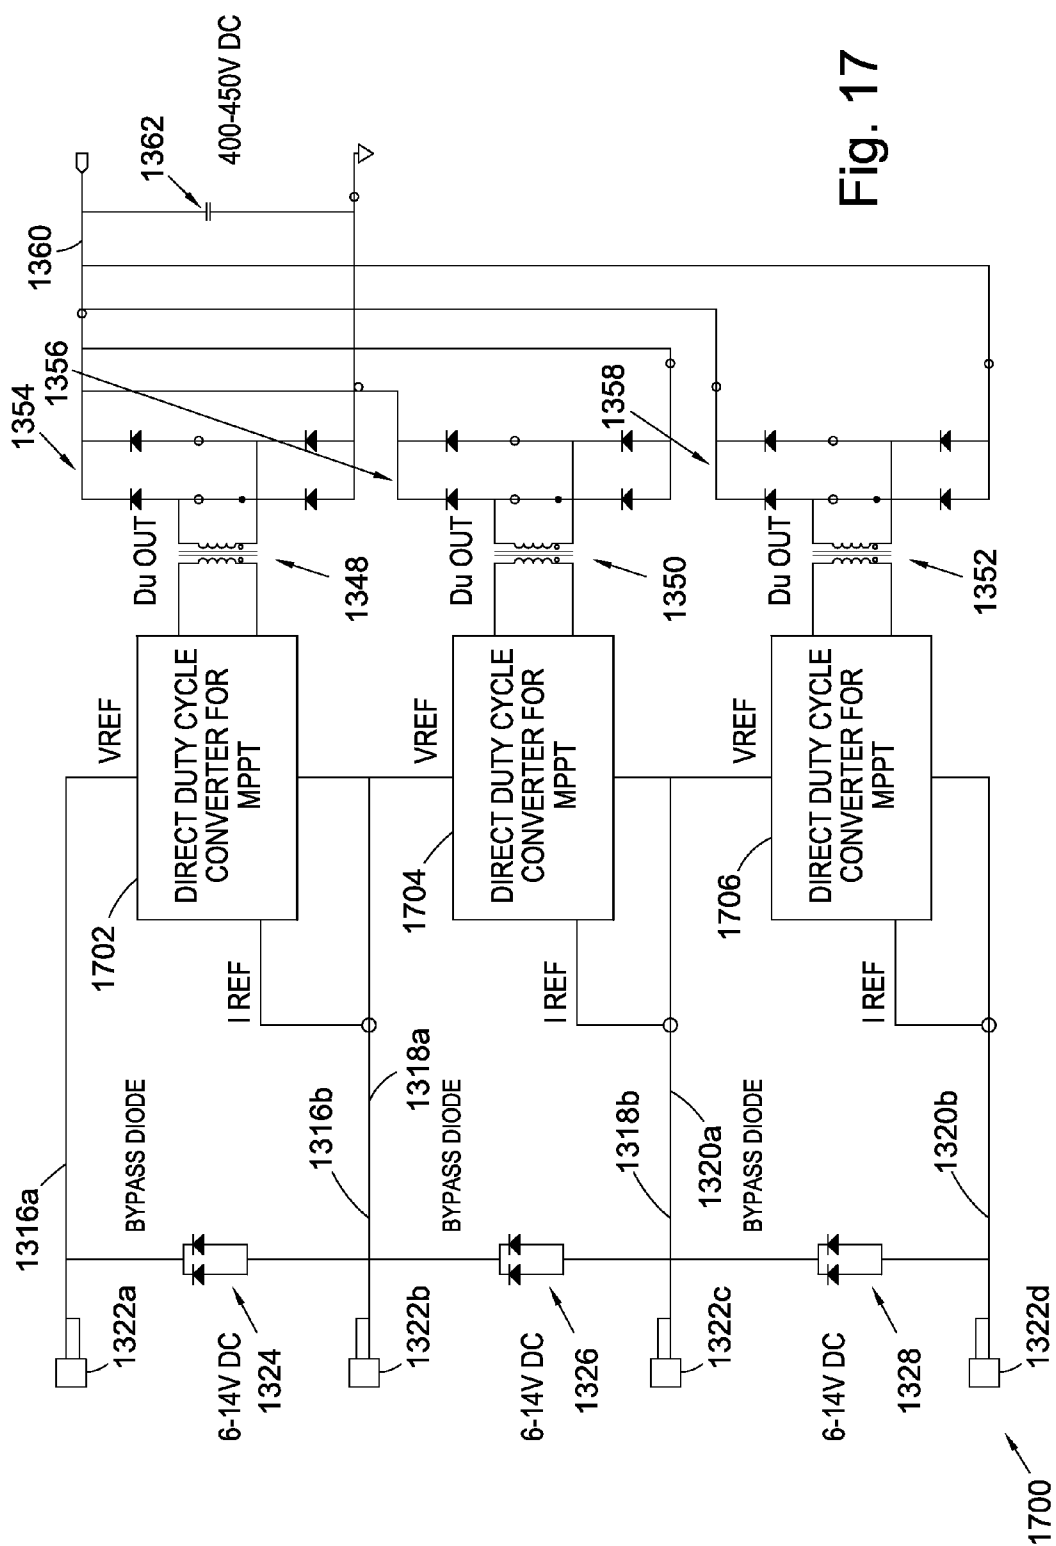 1316a
1322a
BYPASS DIODE
6-14V DC
1324
1322b
1316b
1318a
BYPASS DIODE
6-14V DC
1326
1322c
1318b
1320a
BYPASS DIODE
6-14V DC
1328
1322d
1320b
1700
1702
VREF
DIRECT DUTY CYCLE
CONVERTER FOR
MPPT
I REF
1704
VREF
DIRECT DUTY CYCLE
CONVERTER FOR
MPPT
I REF
1706
VREF
DIRECT DUTY CYCLE
CONVERTER FOR
MPPT
I REF
Du OUT
1348
Du OUT
1350
Du OUT
1352
1354
1356
1358
1360
1362
400-450V DC
Fig. 17